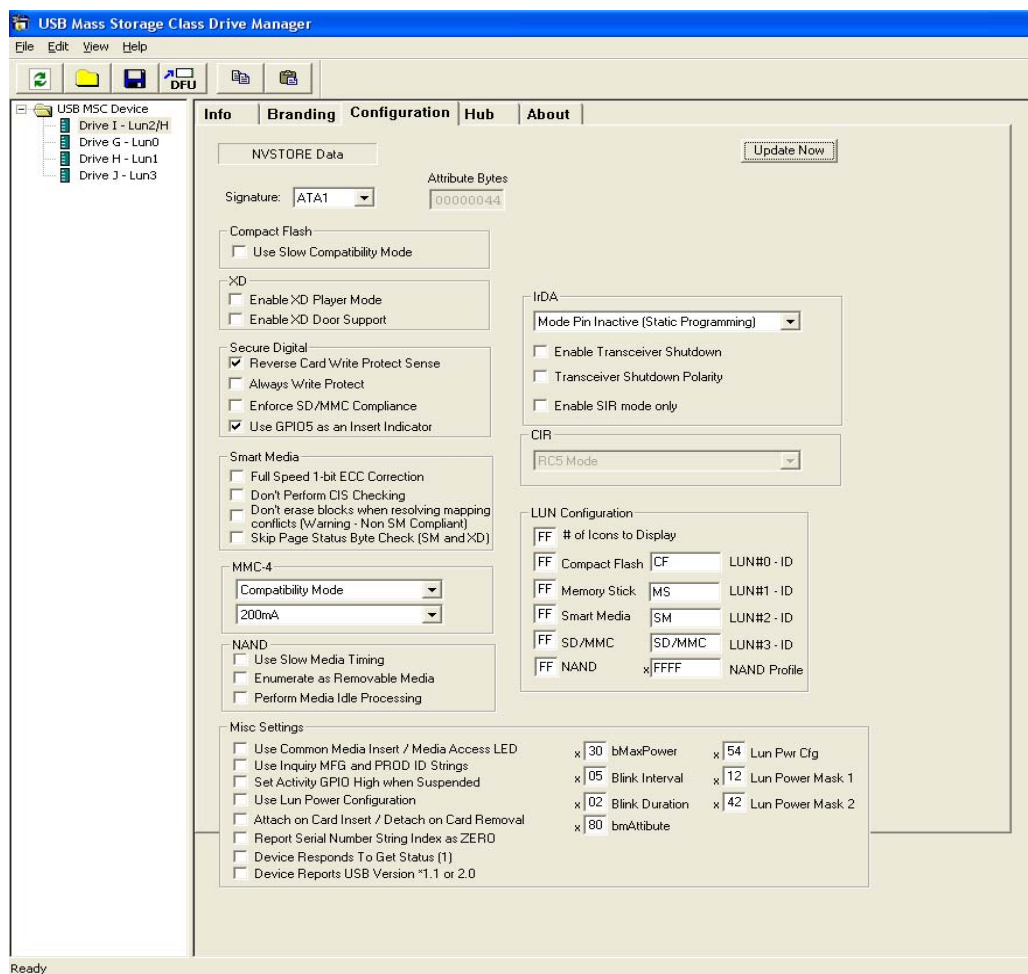 USB Mass Storage Class Drive Manager
File Edit View Help
DFU
USB MSC Device
Drive I - Lun2/H
Drive G - Lun0
Drive H - Lun1
Drive J - Lun3
Info Branding Configuration Hub About
NVSTORE Data
Update Now
Attribute Bytes
Signature: ATA1 00000044
Compact Flash
Use Slow Compatibility Mode
XD
Enable XD Player Mode
Enable XD Door Support
Secure Digital
Reverse Card Write Protect Sense
Always Write Protect
Enforce SD/MMC Compliance
Use GPIO5 as an Insert Indicator
Smart Media
Full Speed 1-bit ECC Correction
Don't Perform CIS Checking
Don't erase blocks when resolving mapping
conflicts (Warning - Non SM Compliant)
Skip Page Status Byte Check (SM and XD)
MMC-4
Compatibility Mode
200mA
NAND
Use Slow Media Timing
Enumerate as Removable Media
Perform Media Idle Processing
IrDA
Mode Pin Inactive (Static Programming)
Enable Transceiver Shutdown
Transceiver Shutdown Polarity
Enable SIR mode only
CIR
RC5 Mode
LUN Configuration
FF # of Icons to Display
FF Compact Flash CF LUN#0 - ID
FF Memory Stick MS LUN#1 - ID
FF Smart Media SM LUN#2 - ID
FF SD/MMC SD/MMC LUN#3 - ID
FF NAND x FFFF NAND Profile
Misc Settings
Use Common Media Insert / Media Access LED
Use Inquiry MFG and PROD ID Strings
Set Activity GPIO High when Suspended
Use Lun Power Configuration
Attach on Card Insert / Detach on Card Removal
Report Serial Number String Index as ZERO
Device Responds To Get Status (1)
Device Reports USB Version *1.1 or 2.0
x 30 bMaxPower x 54 Lun Pwr Cfg
x 05 Blink Interval x 12 Lun Power Mask 1
x 02 Blink Duration x 42 Lun Power Mask 2
x 80 bmAttibute
Ready